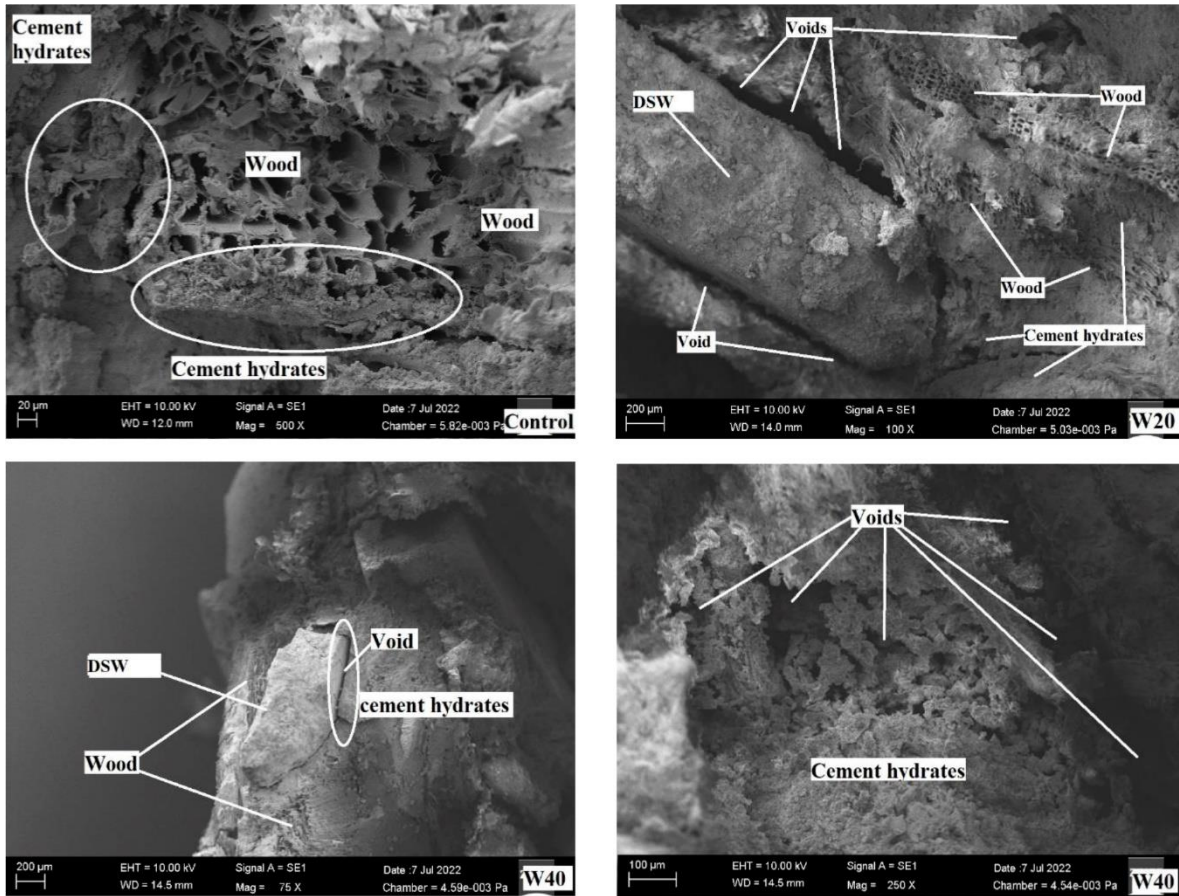 Cement
hydrates
Wood
Wood
Cement hydrates
20 µm
EHT = 10.00 kV
Signal A = SE1
Date :7 Jul 2022
WD = 12.0 mm
Mag = 500 X
Chamber = 5.82e-003 Pa
Control
Voids
DSW
Wood
Wood
Void
Cement hydrates
200 µm
EHT = 10.00 kV
Signal A = SE1
Date :7 Jul 2022
WD = 14.0 mm
Mag = 100 X
Chamber = 5.03e-003 Pa
W20
Void
DSW
cement hydrates
Wood
200 µm
EHT = 10.00 kV
Signal A = SE1
Date :7 Jul 2022
WD = 14.5 mm
Mag = 75 X
Chamber = 4.59e-003 Pa
W40
Voids
Cement hydrates
100 µm
EHT = 10.00 kV
Signal A = SE1
Date :7 Jul 2022
WD = 14.5 mm
Mag = 250 X
Chamber = 4.54e-003 Pa
W40